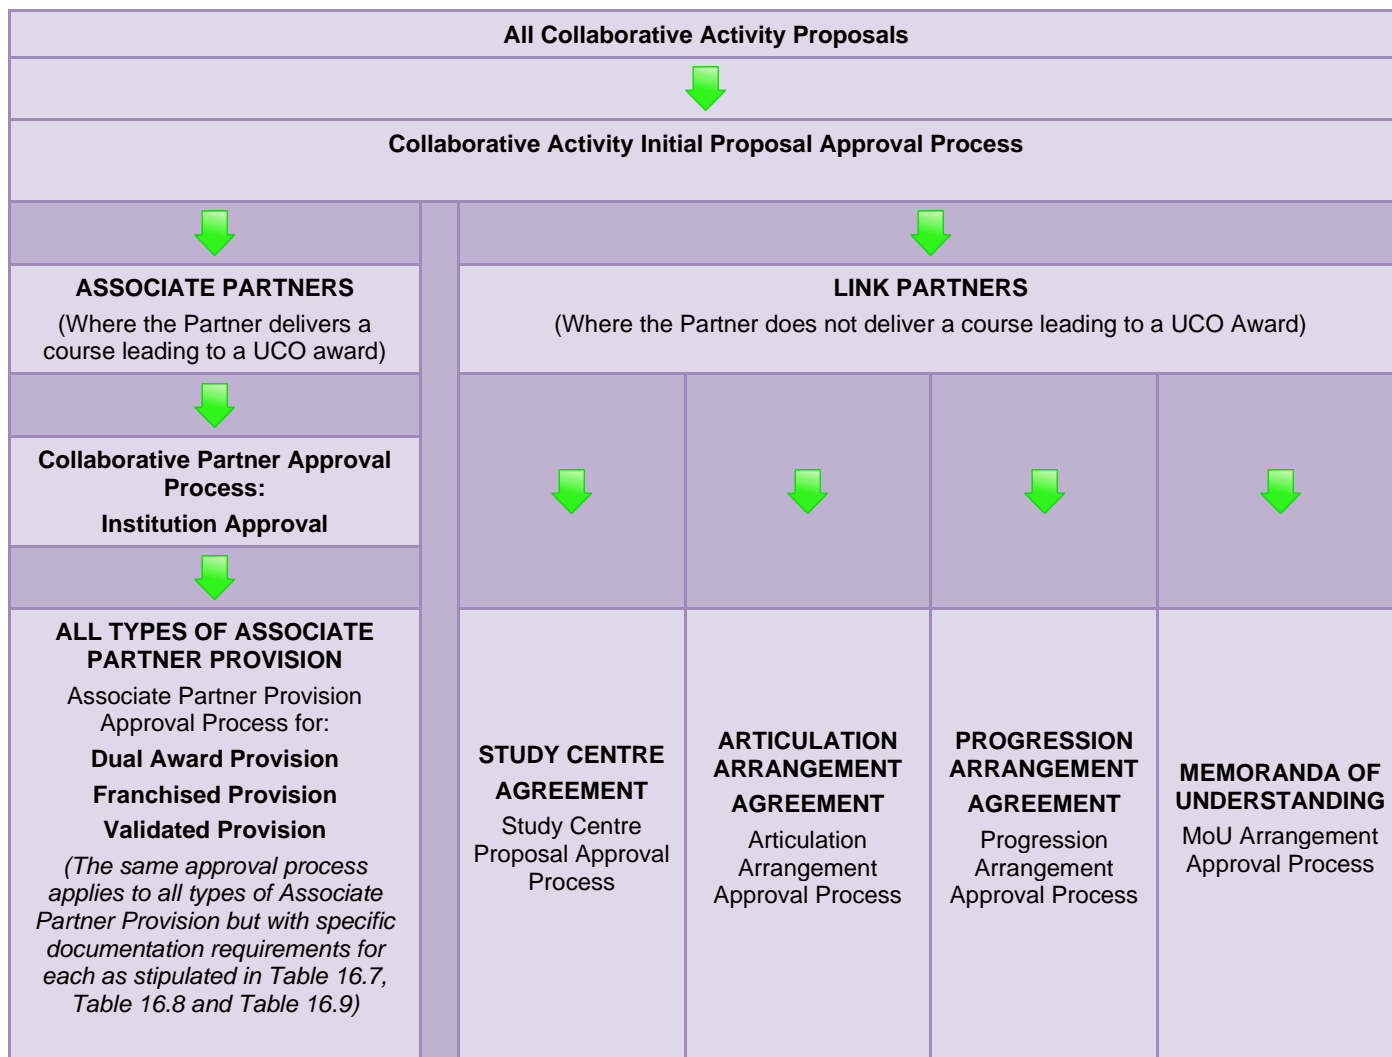 All Collaborative Activity Proposals
Collaborative Activity Initial Proposal Approval Process
ASSOCIATE PARTNERS
(Where the Partner delivers a
course leading to a UCO award)
LINK PARTNERS
(Where the Partner does not deliver a course leading to a UCO Award)
Collaborative Partner Approval
Process:
Institution Approval
ALL TYPES OF ASSOCIATE
PARTNER PROVISION
Associate Partner Provision
Approval Process for:
Dual Award Provision
Franchised Provision
Validated Provision
(The same approval process
applies to all types of Associate
Partner Provision but with specific
documentation requirements for
each as stipulated in Table 16.7,
Table 16.8 and Table 16.9)
STUDY CENTRE
AGREEMENT
Study Centre
Proposal Approval
Process
ARTICULATION
ARRANGEMENT
AGREEMENT
Articulation
Arrangement
Approval Process
PROGRESSION
ARRANGEMENT
AGREEMENT
Progression
Arrangement
Approval Process
MEMORANDA OF
UNDERSTANDING
MoU Arrangement
Approval Process